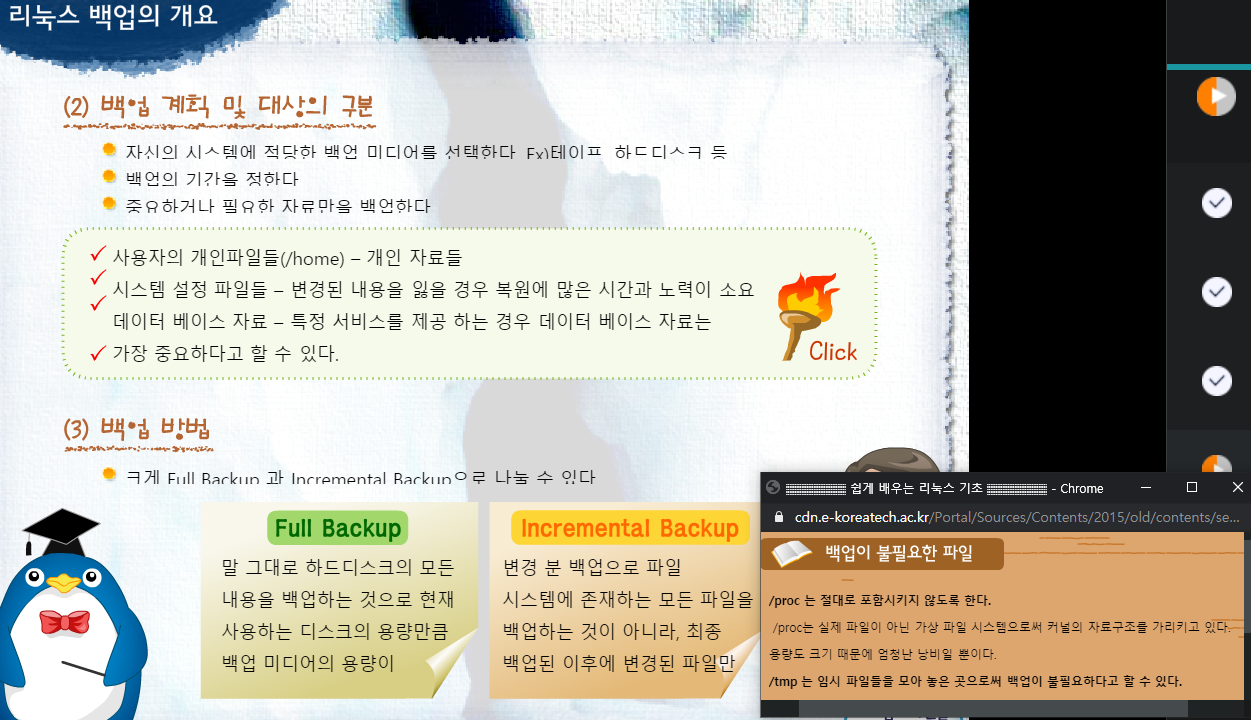 리눅스 백업의 개요
(2) 백업 계획 및 대상의 구분
자신의 시스템에 적당한 백업 미디어를 선택한다. Ex)테이프, 하드디스크 등
백업의 기간을 정한다
중요하거나 필요한 자료만을 백업한다
사용자의 개인파일들(/home) – 개인 자료들
시스템 설정 파일들 – 변경된 내용을 잃을 경우 복원에 많은 시간과 노력이 소요
데이터 베이스 자료 – 특정 서비스를 제공 하는 경우 데이터 베이스 자료는
가장 중요하다고 할 수 있다.
Click
(3) 백업 방법
크게 Full Backup 과 Incremental Backup으로 나눌 수 있다
Full Backup
말 그대로 하드디스크의 모든
내용을 백업하는 것으로 현재
사용하는 디스크의 용량만큼
백업 미디어의 용량이
Incremental Backup
변경 분 백업으로 파일
시스템에 존재하는 모든 파일을
백업하는 것이 아니라, 최종
백업된 이후에 변경된 파일만
쉽게 배우는 리눅스 기초 - Chrome
cdn.e-koreatech.ac.kr/Portal/Sources/Contents/2015/old/contents/se...
백업이 불필요한 파일
/proc 는 절대로 포함시키지 않도록 한다.
/proc는 실제 파일이 아닌 가상 파일 시스템으로써 커널의 자료구조를 가리키고 있다.
용량도 크기 때문에 엄청난 낭비일 뿐이다.
/tmp 는 임시 파일들을 모아 놓은 곳으로써 백업이 불필요하다고 할 수 있다.